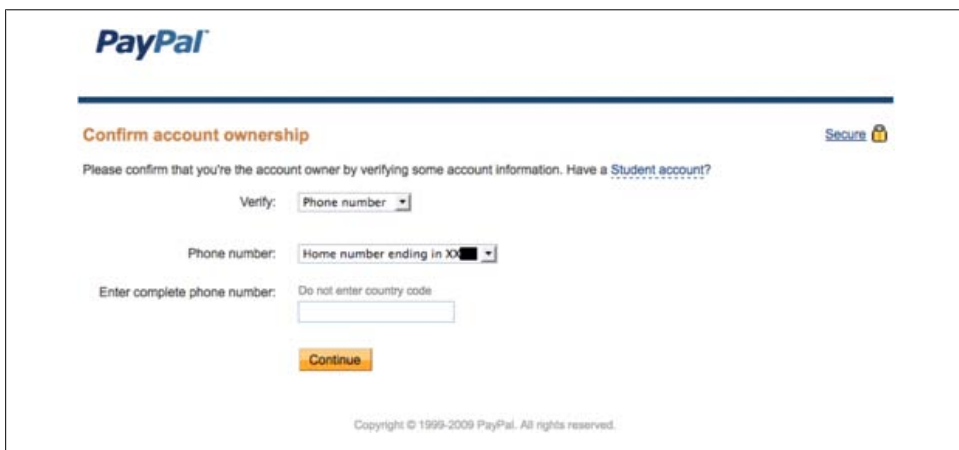 PayPal
Confirm account ownership
Secure
Please confirm that you're the account owner by verifying some account information. Have a Student account?
Verify: Phone number
Phone number: Home number ending in XX
Enter complete phone number: Do not enter country code
Continue
Copyright © 1999-2009 PayPal. All rights reserved.